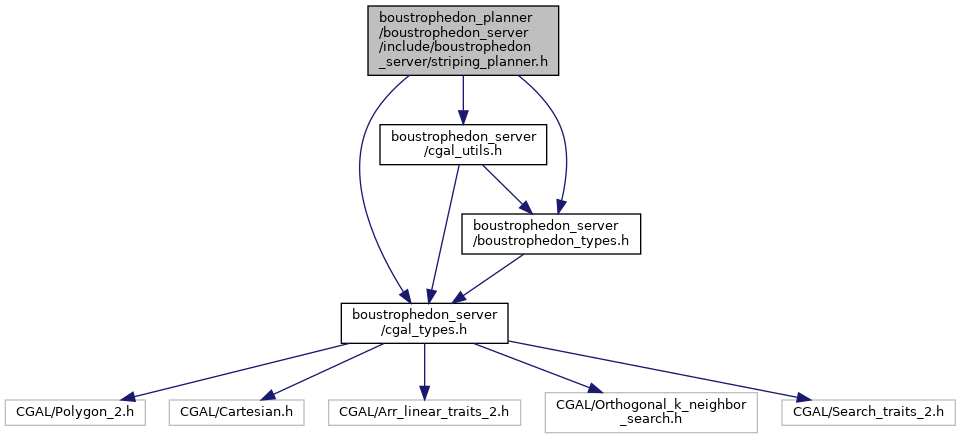 boustrophedon_planner
/boustrophedon_server
/include/boustrophedon
_server/striping_planner.h
boustrophedon_server
/cgal_utils.h
boustrophedon_server
/boustrophedon_types.h
boustrophedon_server
/cgal_types.h
CGAL/Polygon_2.h
CGAL/Cartesian.h
CGAL/Arr_linear_traits_2.h
CGAL/Orthogonal_k_neighbor
_search.h
CGAL/Search_traits_2.h